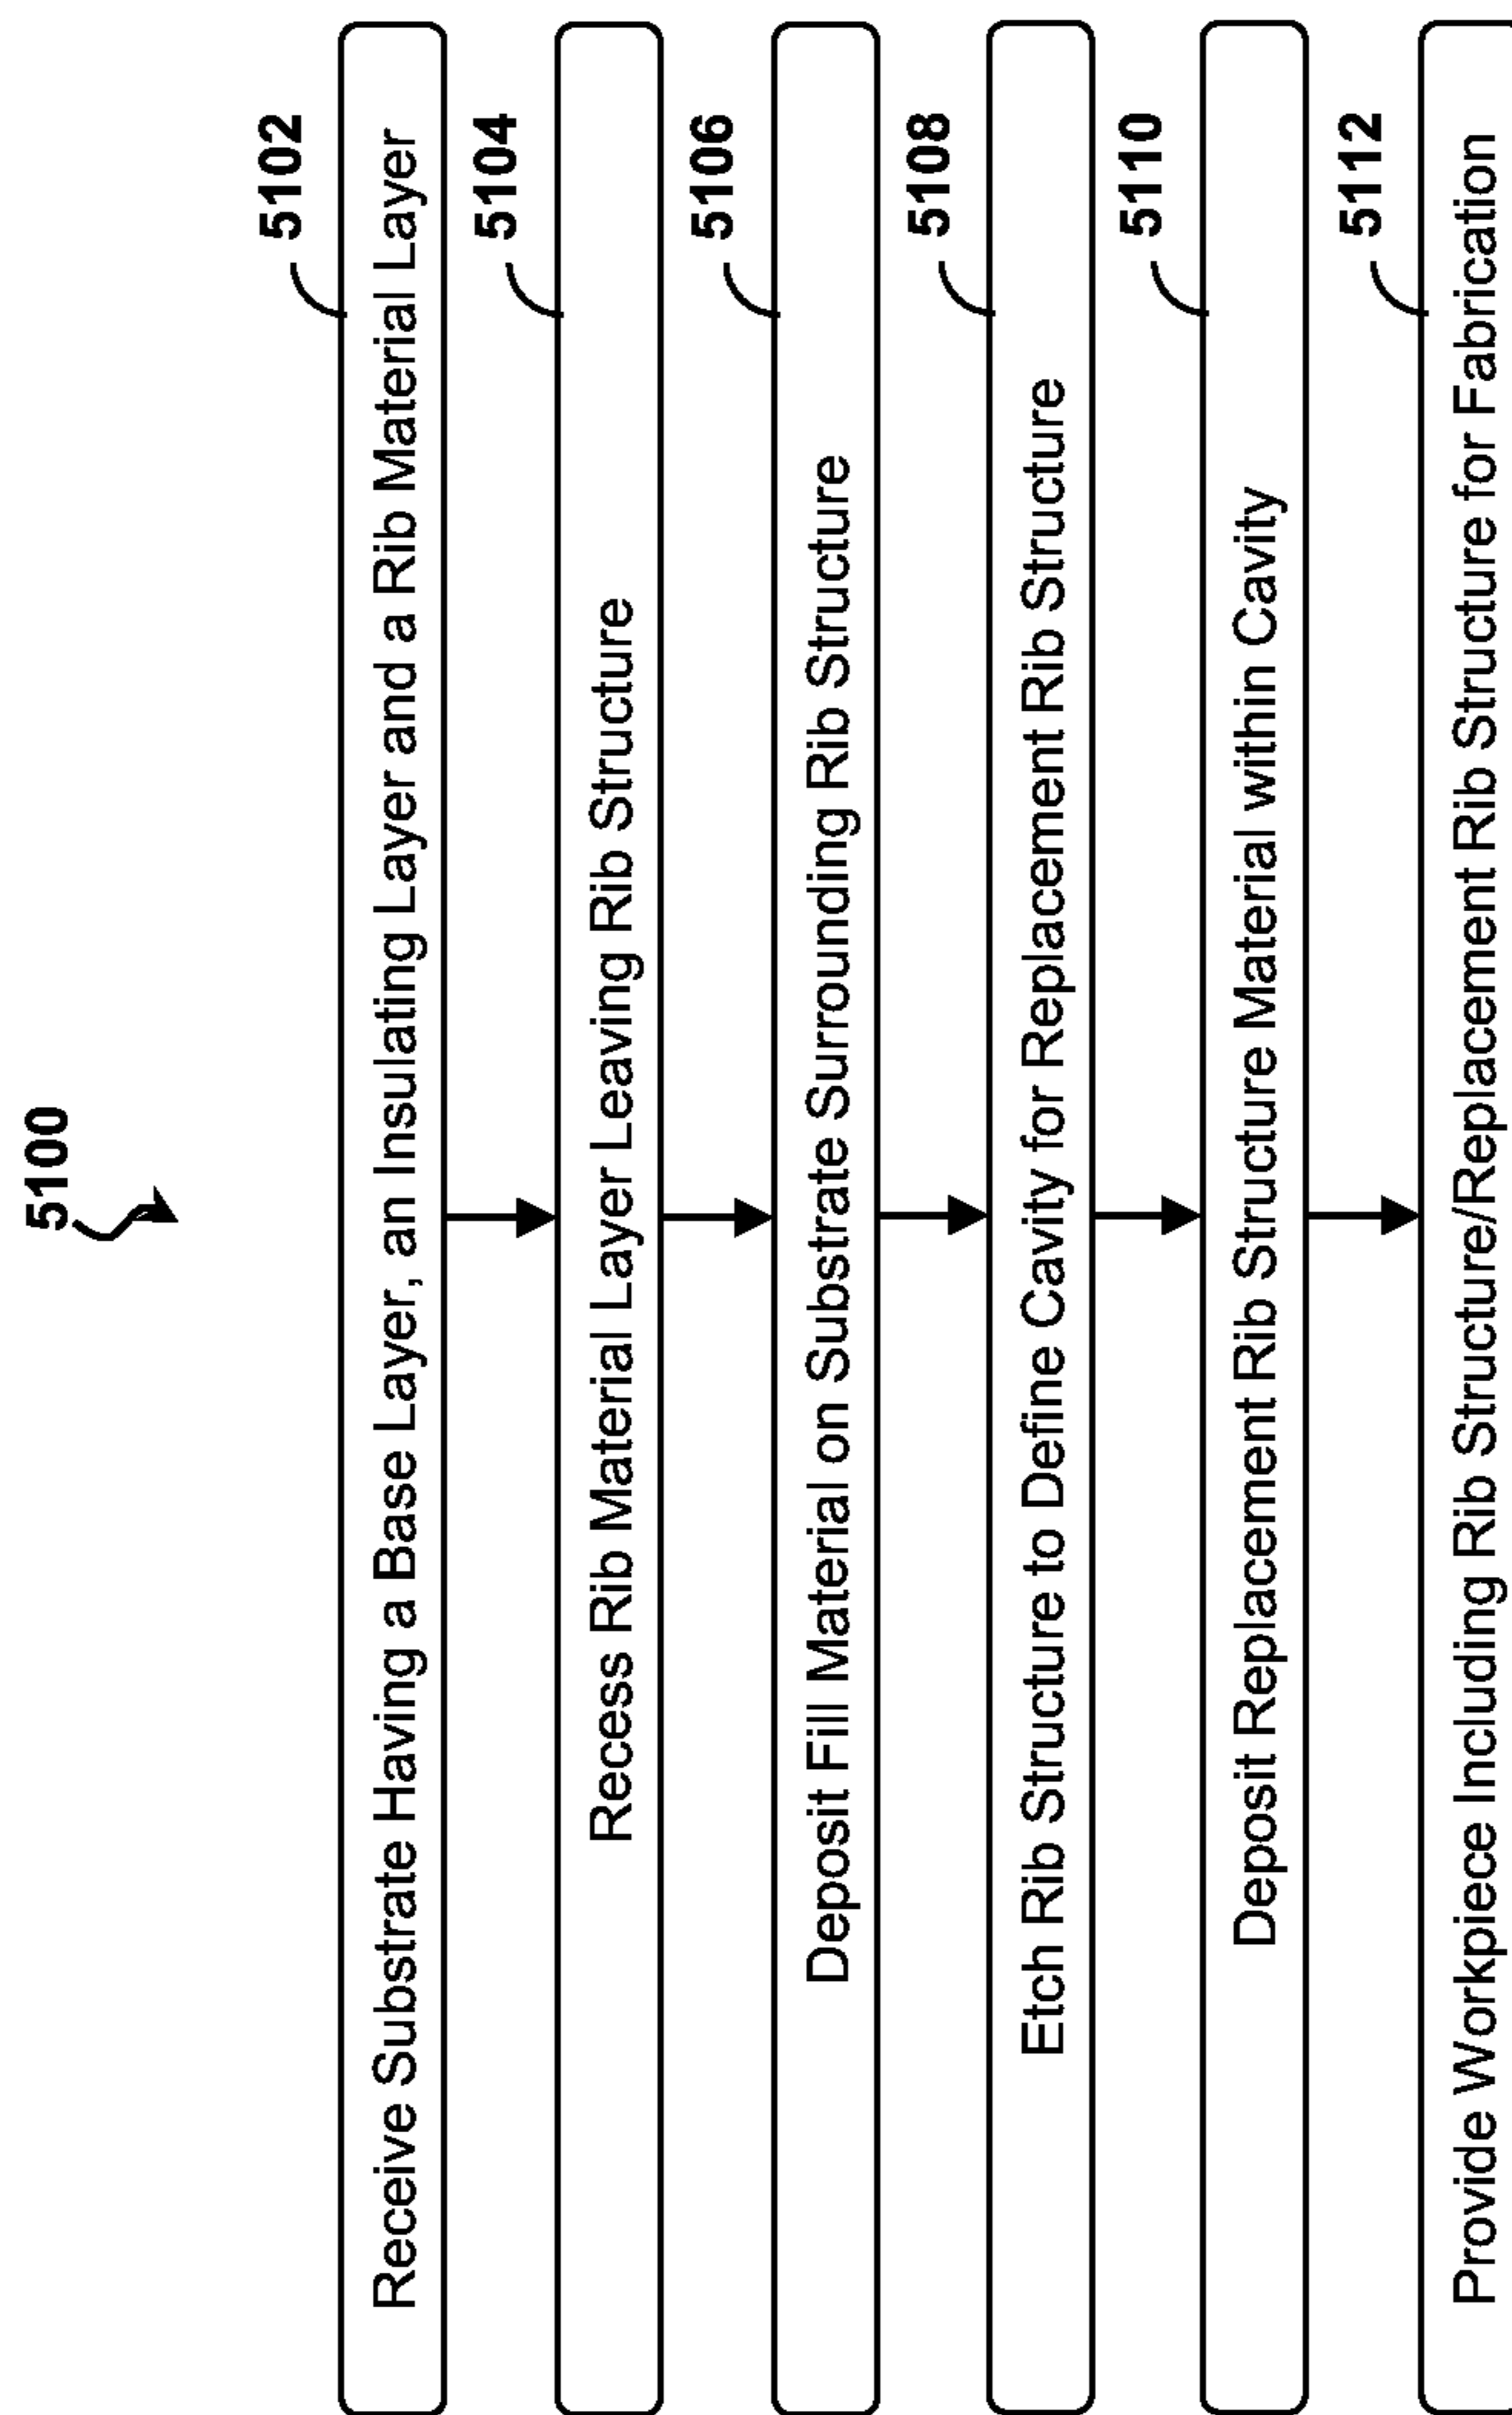 5100
5102
Receive Substrate Having a Base Layer, an Insulating Layer and a Rib Material Layer
5104
Recess Rib Material Layer Leaving Rib Structure
5106
Deposit Fill Material on Substrate Surrounding Rib Structure
5108
Etch Rib Structure to Define Cavity for Replacement Rib Structure
5110
Deposit Replacement Rib Structure Material within Cavity
5112
Provide Workpiece Including Rib Structure/Replacement Rib Structure for Fabrication